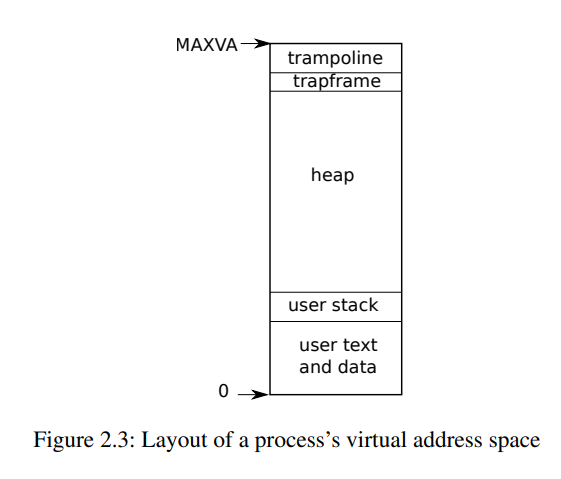 MAXVA
trampoline
trapframe
heap
user stack
user text
and data
0
Figure 2.3: Layout of a process’s virtual address space